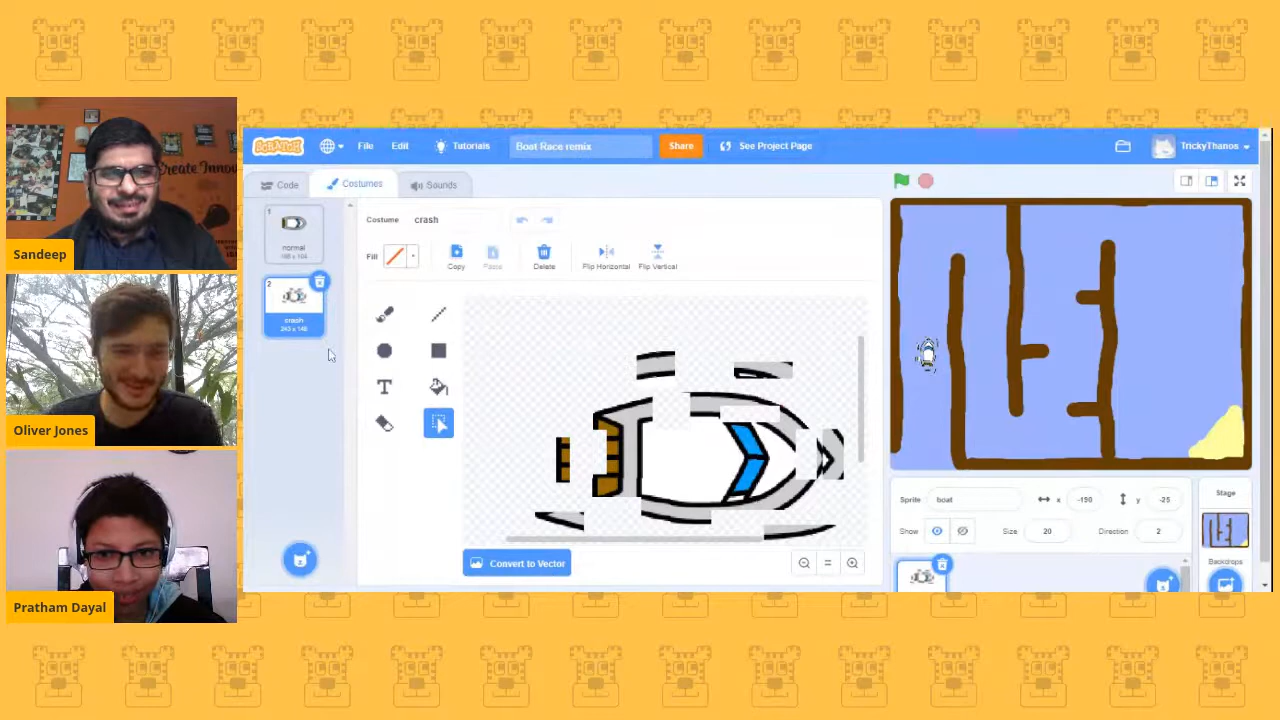 Sandeep
Oliver Jones
Pratham Dayal
SCRATCH File Edit Tutorials Boat Race remix Share See Project Page TrickyThanos
Code Costumes Sounds
1
normal
2
crash
Costume crash
Fill Copy Paste Delete Flip Horizontal Flip Vertical
T
Convert to Vector
Sprite boat x -190 y -25
Show Size 20 Direction 2
Stage
Backdrops